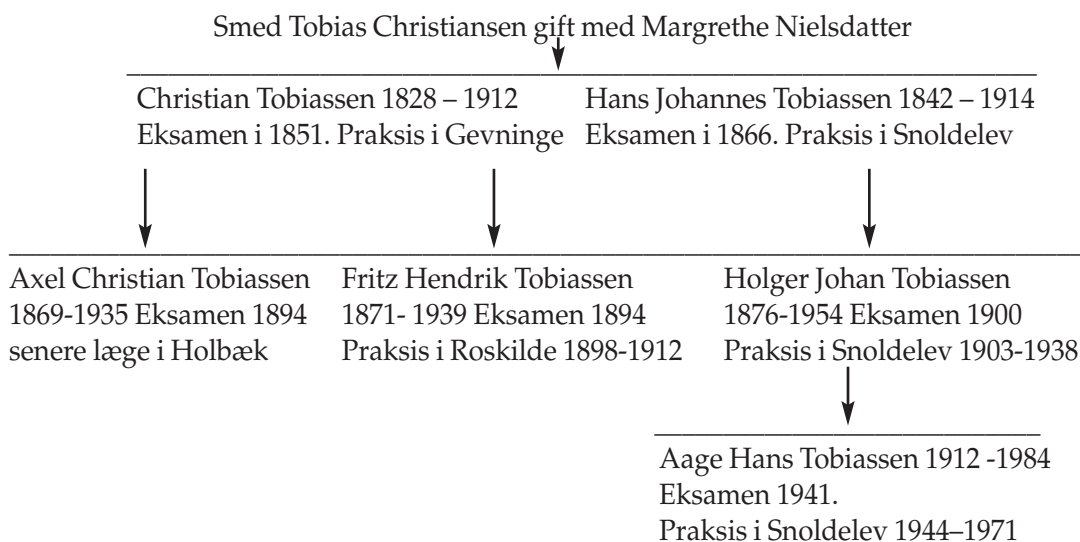 Smed Tobias Christiansen gift med Margrethe Nielsdatter
Christian Tobiassen 1828 – 1912
Eksamen i 1851. Praksis i Gevninge
Hans Johannes Tobiassen 1842 – 1914
Eksamen i 1866. Praksis i Snoldelev
Axel Christian Tobiassen
1869-1935 Eksamen 1894
senere læge i Holbæk
Fritz Hendrik Tobiassen
1871- 1939 Eksamen 1894
Praksis i Roskilde 1898-1912
Holger Johan Tobiassen
1876-1954 Eksamen 1900
Praksis i Snoldelev 1903-1938
Aage Hans Tobiassen 1912 -1984
Eksamen 1941.
Praksis i Snoldelev 1944–1971